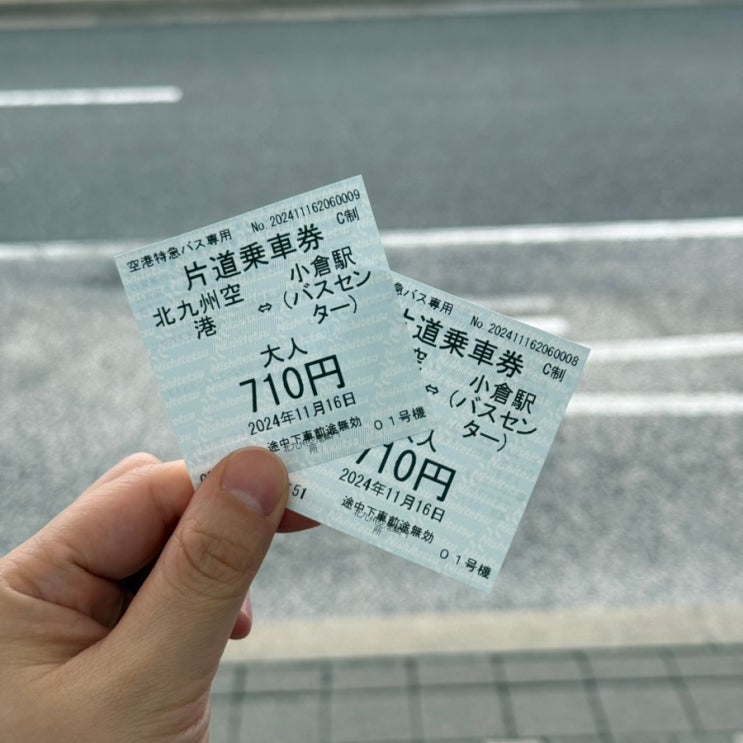 No.202411162060009
空港特急バス専用 C制
片道乗車券
北九州空港 ⇔ 小倉駅(バスセンター)
大人
710円
2024年11月16日
途中下車前途無効
01号機
急バス専用 No.202411162060008
道乗車券 C制
空 ⇔ 小倉駅(バスセンター)
人
710円
2024年11月16日
途中下車前途無効
01号機
:51
Nishitetsu